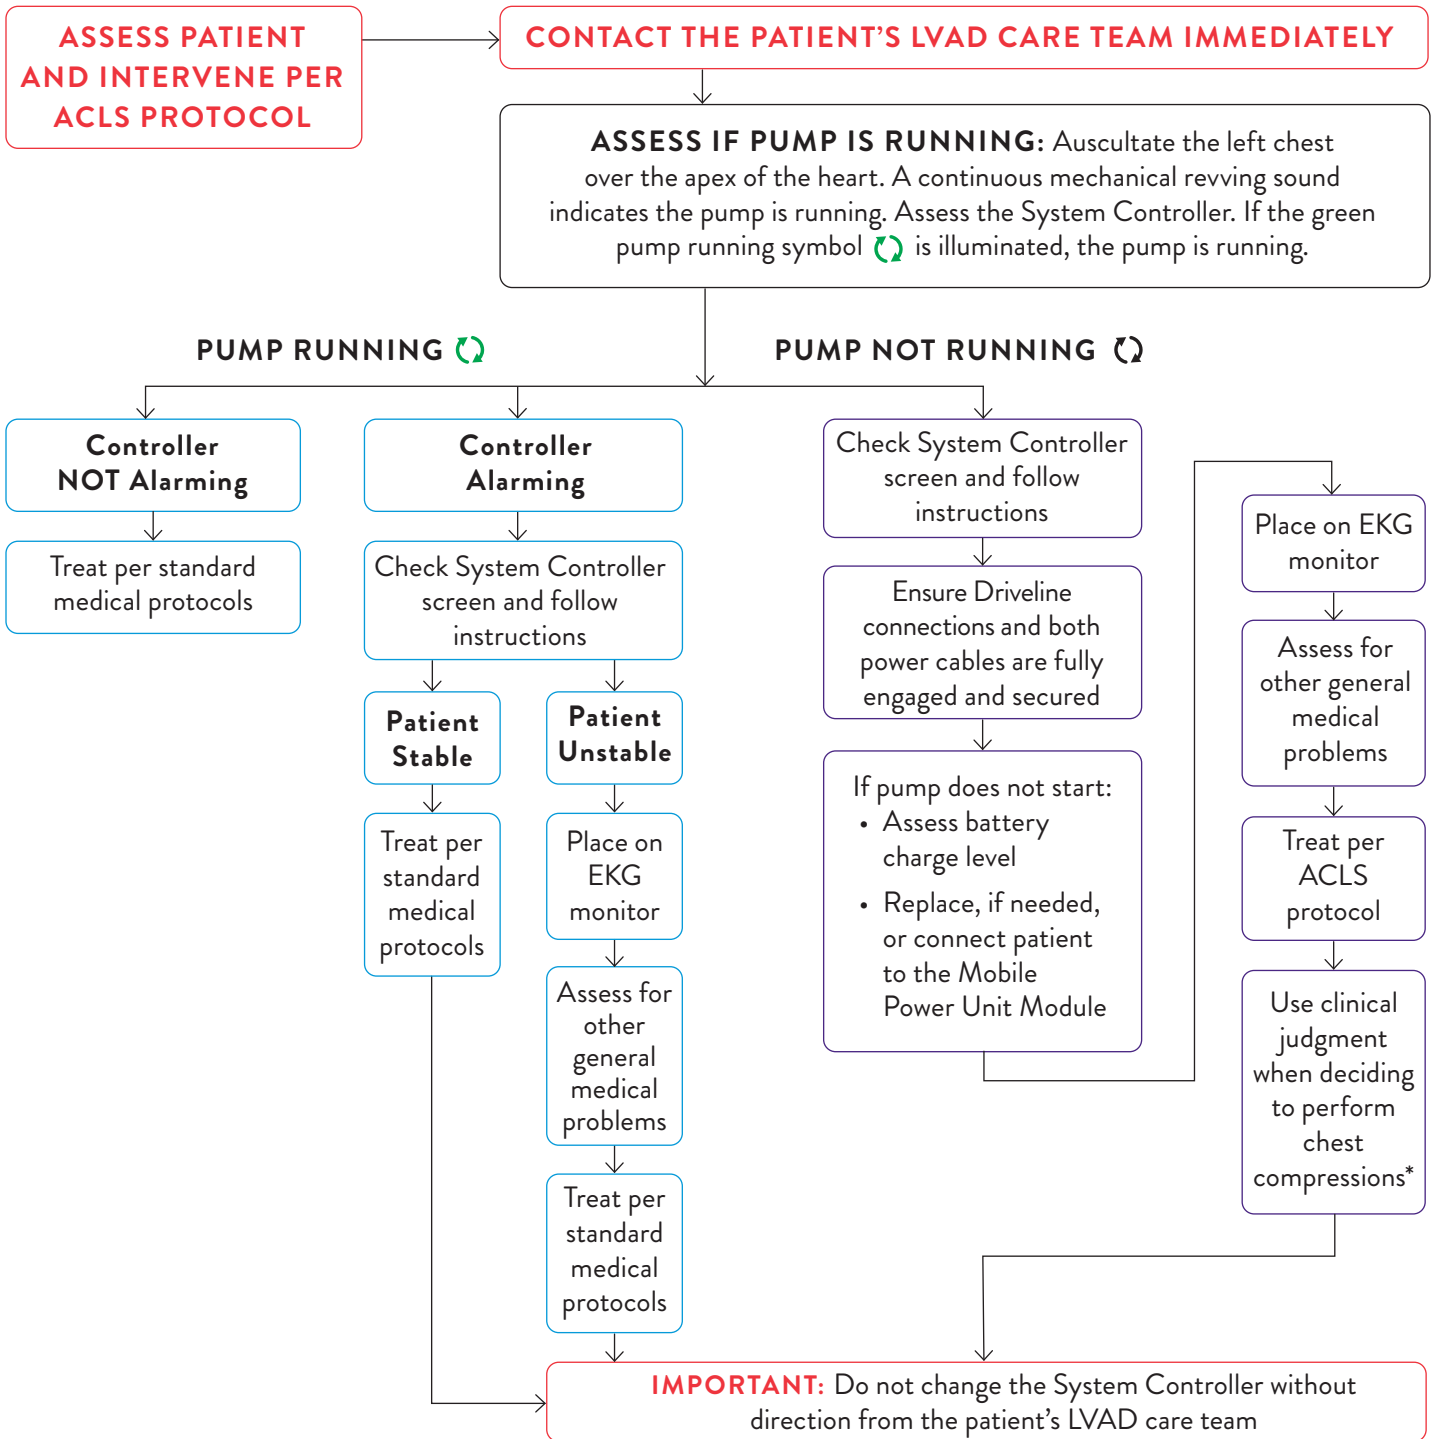 ASSESS PATIENT
AND INTERVENE PER
ACLS PROTOCOL
CONTACT THE PATIENT’S LVAD CARE TEAM IMMEDIATELY
ASSESS IF PUMP IS RUNNING: Auscultate the left chest
over the apex of the heart. A continuous mechanical revving sound
indicates the pump is running. Assess the System Controller. If the green
pump running symbol is illuminated, the pump is running.
PUMP RUNNING
PUMP NOT RUNNING
Controller
NOT Alarming
Treat per standard
medical protocols
Controller
Alarming
Check System Controller
screen and follow
instructions
Patient
Stable
Treat per
standard
medical
protocols
Patient
Unstable
Place on
EKG
monitor
Assess for
other
general
medical
problems
Treat per
standard
medical
protocols
Check System Controller
screen and follow
instructions
Ensure Driveline
connections and both
power cables are fully
engaged and secured
If pump does not start:
• Assess battery
charge level
• Replace, if needed,
or connect patient
to the Mobile
Power Unit Module
Place on EKG
monitor
Assess for
other general
medical
problems
Treat per
ACLS
protocol
Use clinical
judgment
when deciding
to perform
chest
compressions*
IMPORTANT: Do not change the System Controller without
direction from the patient’s LVAD care team